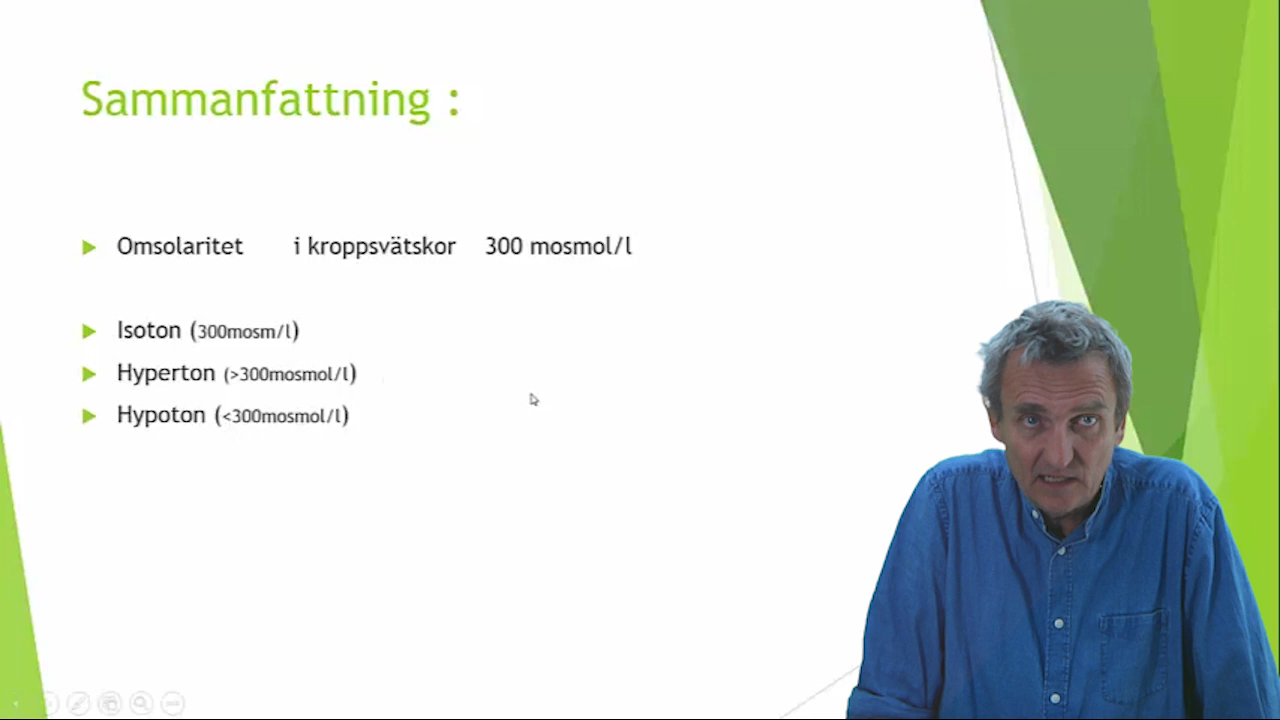 Sammanfattning :
Omsolaritet i kroppsvätskor 300 mosmol/l
Isoton (300mosm/l)
Hyperton (>300mosmol/l)
Hypoton (<300mosmol/l)